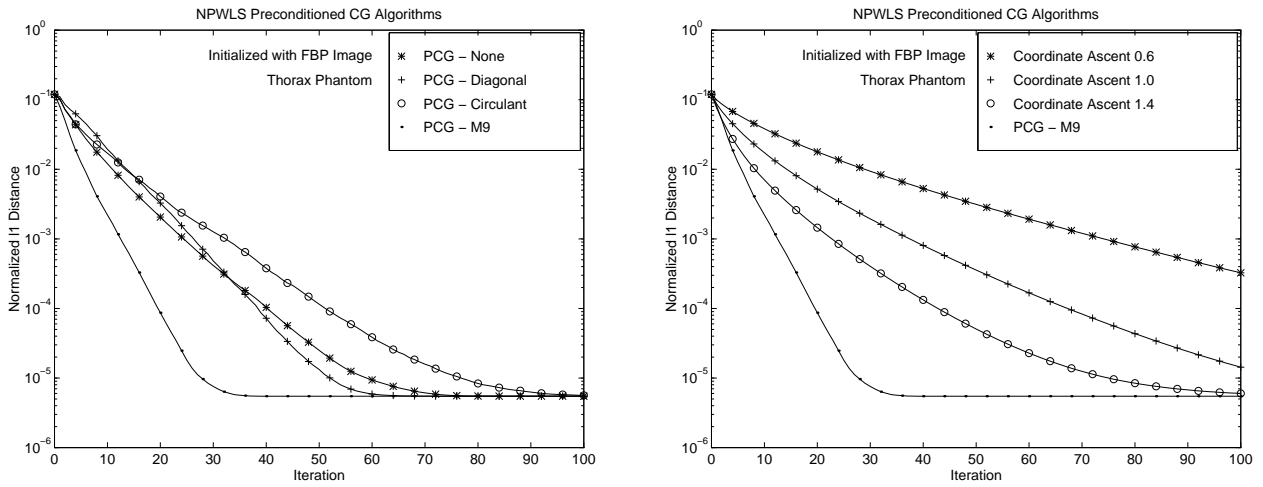 NPWLS Preconditioned CG Algorithms
10^0
10^−1
10^−2
10^−3
10^−4
10^−5
10^−6
Normalized l1 Distance
Initialized with FBP Image
Thorax Phantom
PCG − None
PCG − Diagonal
PCG − Circulant
PCG − M9
0 10 20 30 40 50 60 70 80 90 100
Iteration
NPWLS Preconditioned CG Algorithms
10^0
10^−1
10^−2
10^−3
10^−4
10^−5
10^−6
Normalized l1 Distance
Initialized with FBP Image
Thorax Phantom
Coordinate Ascent 0.6
Coordinate Ascent 1.0
Coordinate Ascent 1.4
PCG − M9
0 10 20 30 40 50 60 70 80 90 100
Iteration